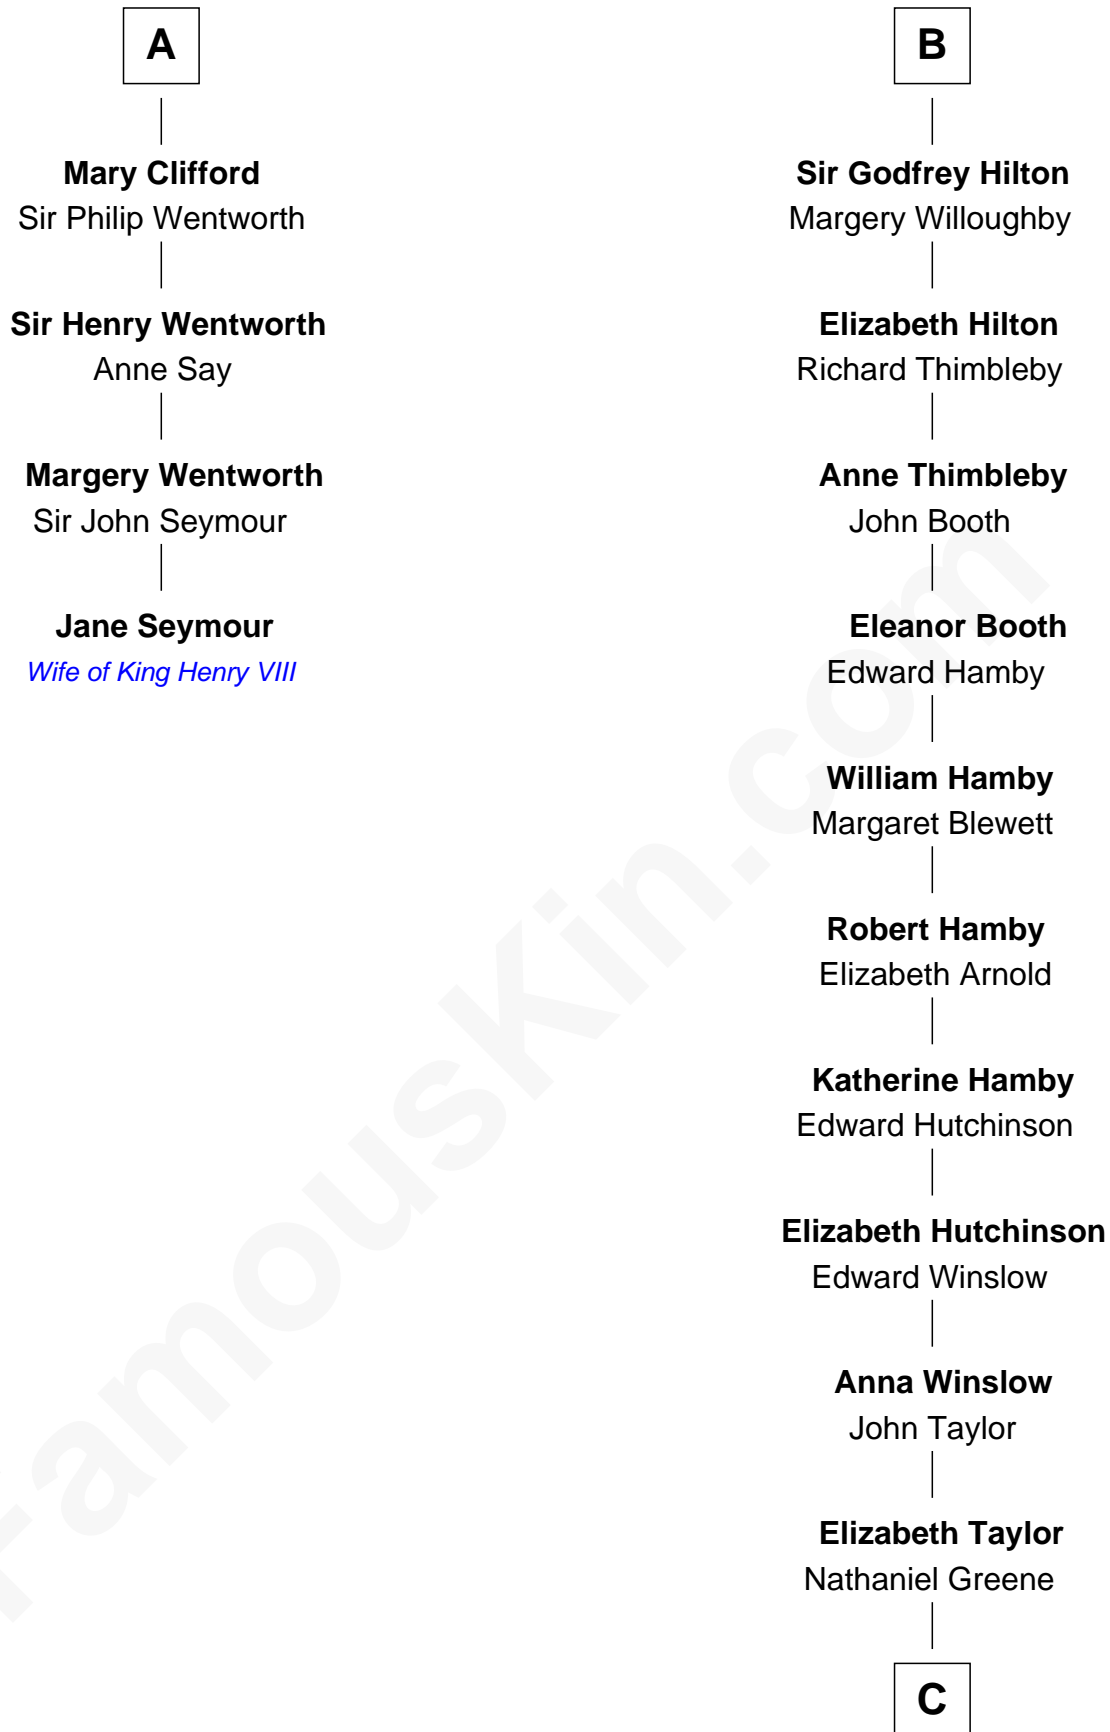 A
Mary Clifford
Sir Philip Wentworth
Sir Henry Wentworth
Anne Say
Margery Wentworth
Sir John Seymour
Jane Seymour
Wife of King Henry VIII
B
Sir Godfrey Hilton
Margery Willoughby
Elizabeth Hilton
Richard Thimbleby
Anne Thimbleby
John Booth
Eleanor Booth
Edward Hamby
William Hamby
Margaret Blewett
Robert Hamby
Elizabeth Arnold
Katherine Hamby
Edward Hutchinson
Elizabeth Hutchinson
Edward Winslow
Anna Winslow
John Taylor
Elizabeth Taylor
Nathaniel Greene
C
FamousKin.com